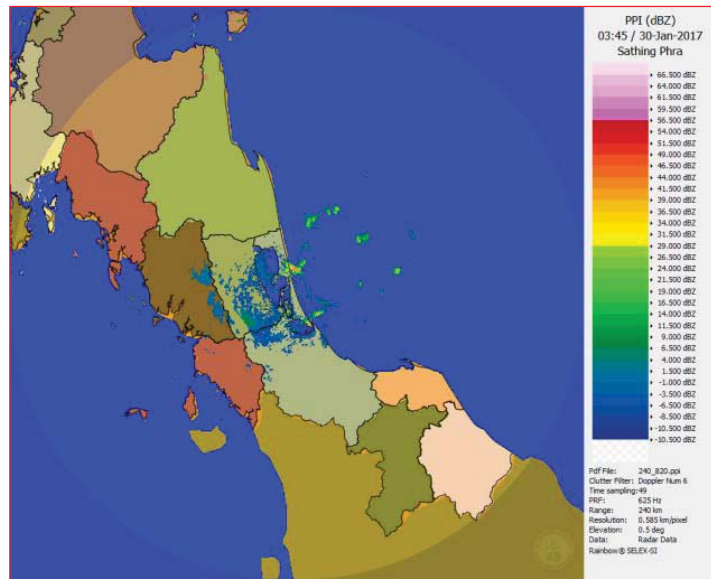 PPI (dBZ)
03:45 / 30-Jan-2017
Sathing Phra
66.500 dBZ
64.000 dBZ
61.500 dBZ
59.500 dBZ
56.500 dBZ
54.000 dBZ
51.500 dBZ
49.000 dBZ
46.500 dBZ
44.000 dBZ
41.500 dBZ
39.000 dBZ
36.500 dBZ
34.000 dBZ
31.500 dBZ
29.000 dBZ
26.500 dBZ
24.000 dBZ
21.500 dBZ
19.000 dBZ
16.500 dBZ
14.000 dBZ
11.500 dBZ
9.000 dBZ
6.500 dBZ
4.000 dBZ
1.500 dBZ
-1.000 dBZ
-3.500 dBZ
-6.000 dBZ
-8.500 dBZ
-10.500 dBZ
-10.500 dBZ
Pdf File: 240_820.ppi
Clutter Filter: Doppler Num 6
Time sampling:49
PRF: 625 Hz
Range: 240 km
Resolution: 0.585 km/pixel
Elevation: 0.5 deg
Data: Radar Data
Rainbow® SELEX-SI